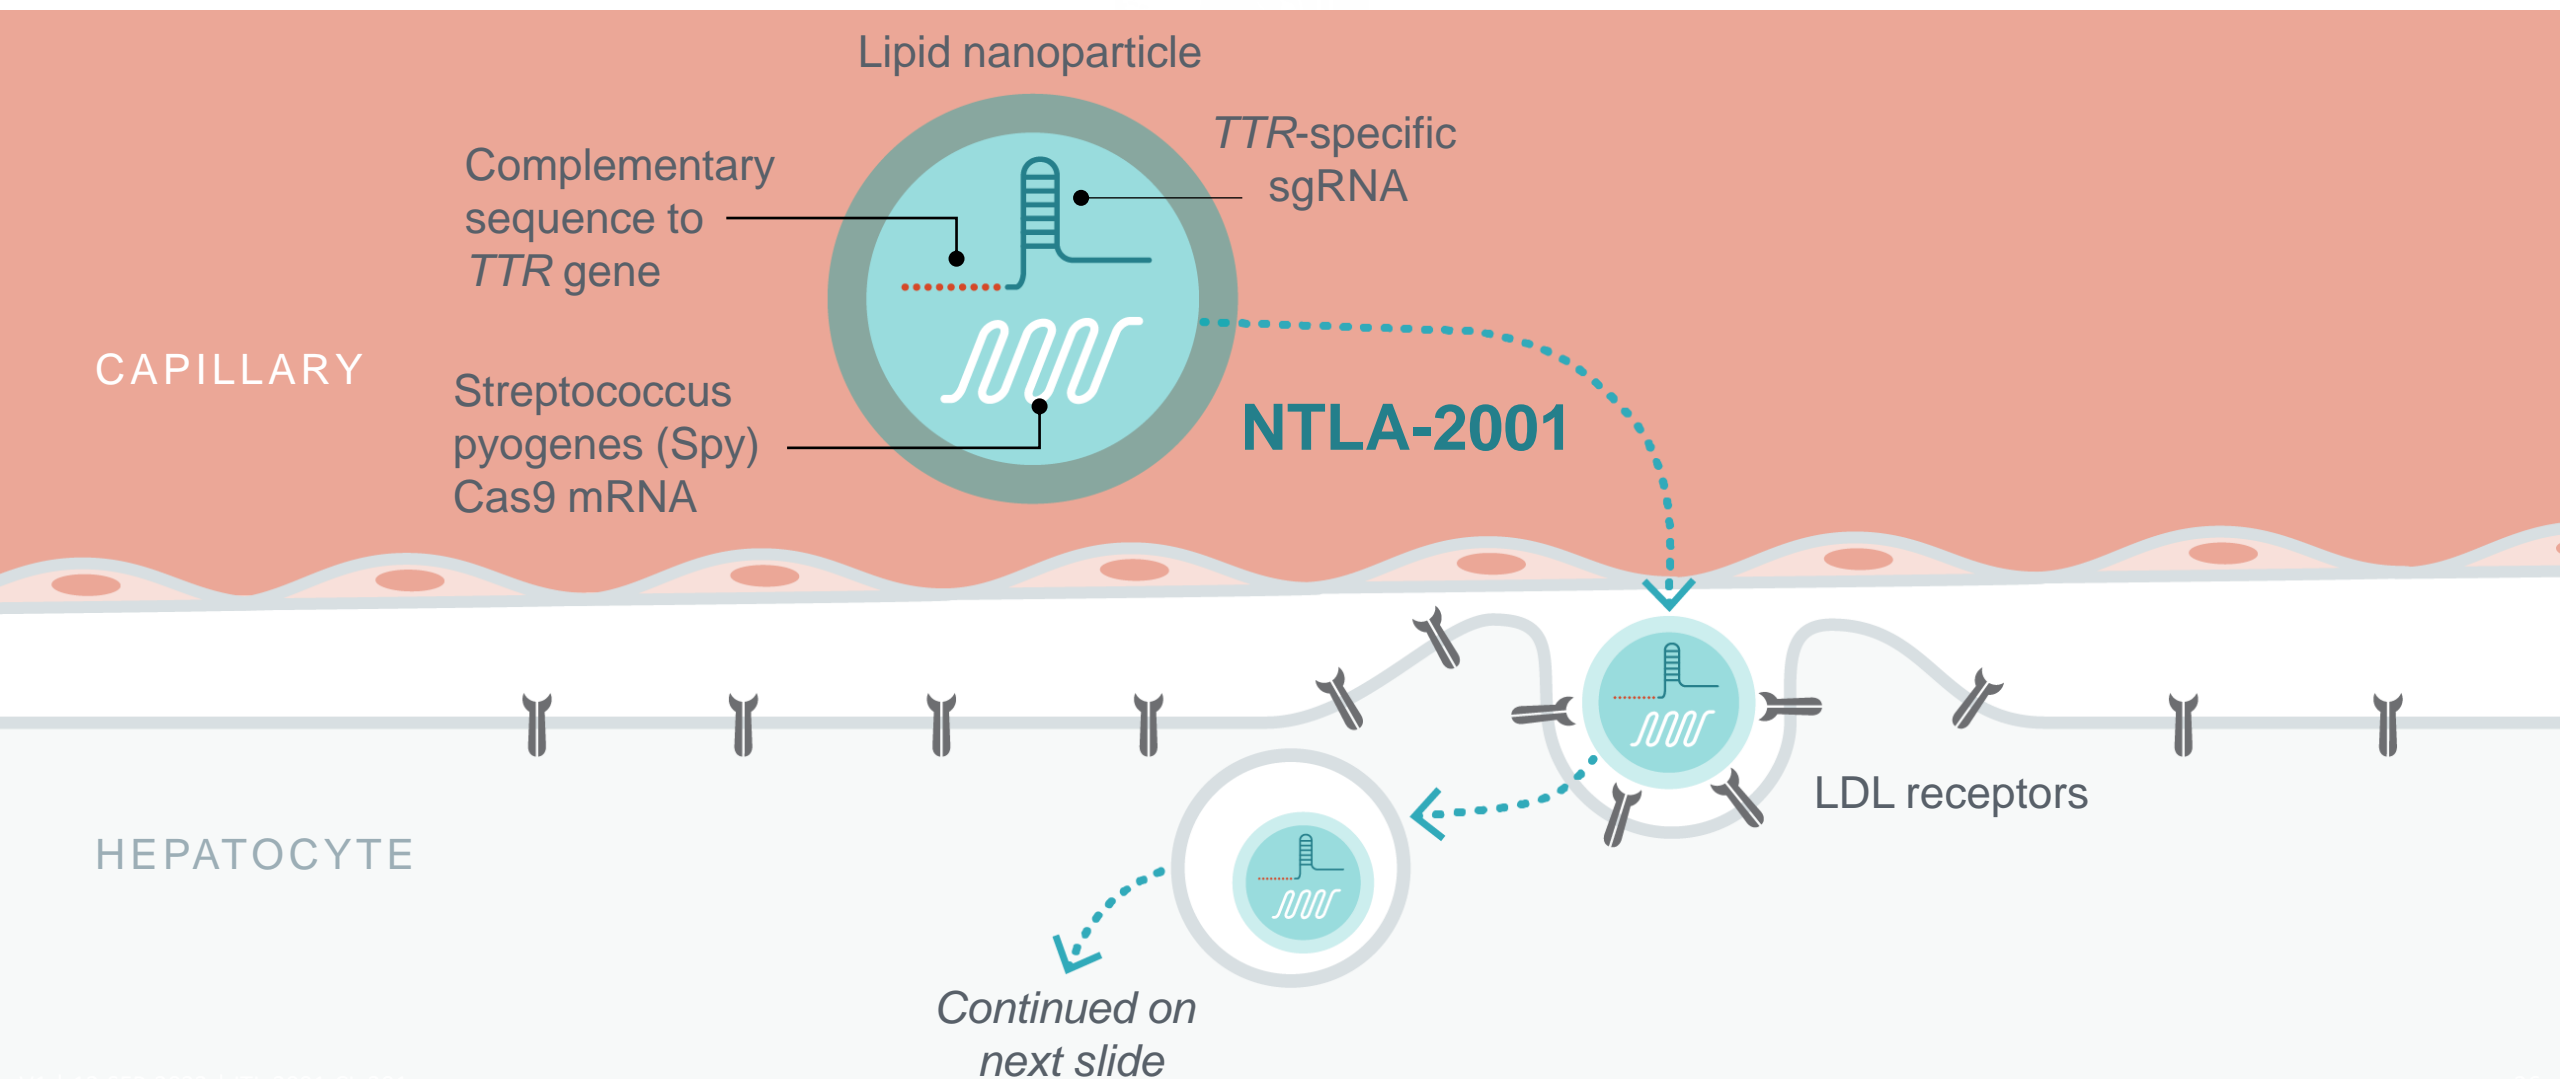 Lipid nanoparticle
TTR-specific
sgRNA
Complementary
sequence to
TTR gene
CAPILLARY
Streptococcus
pyogenes (Spy)
Cas9 mRNA
NTLA-2001
LDL receptors
HEPATOCYTE
Continued on
next slide